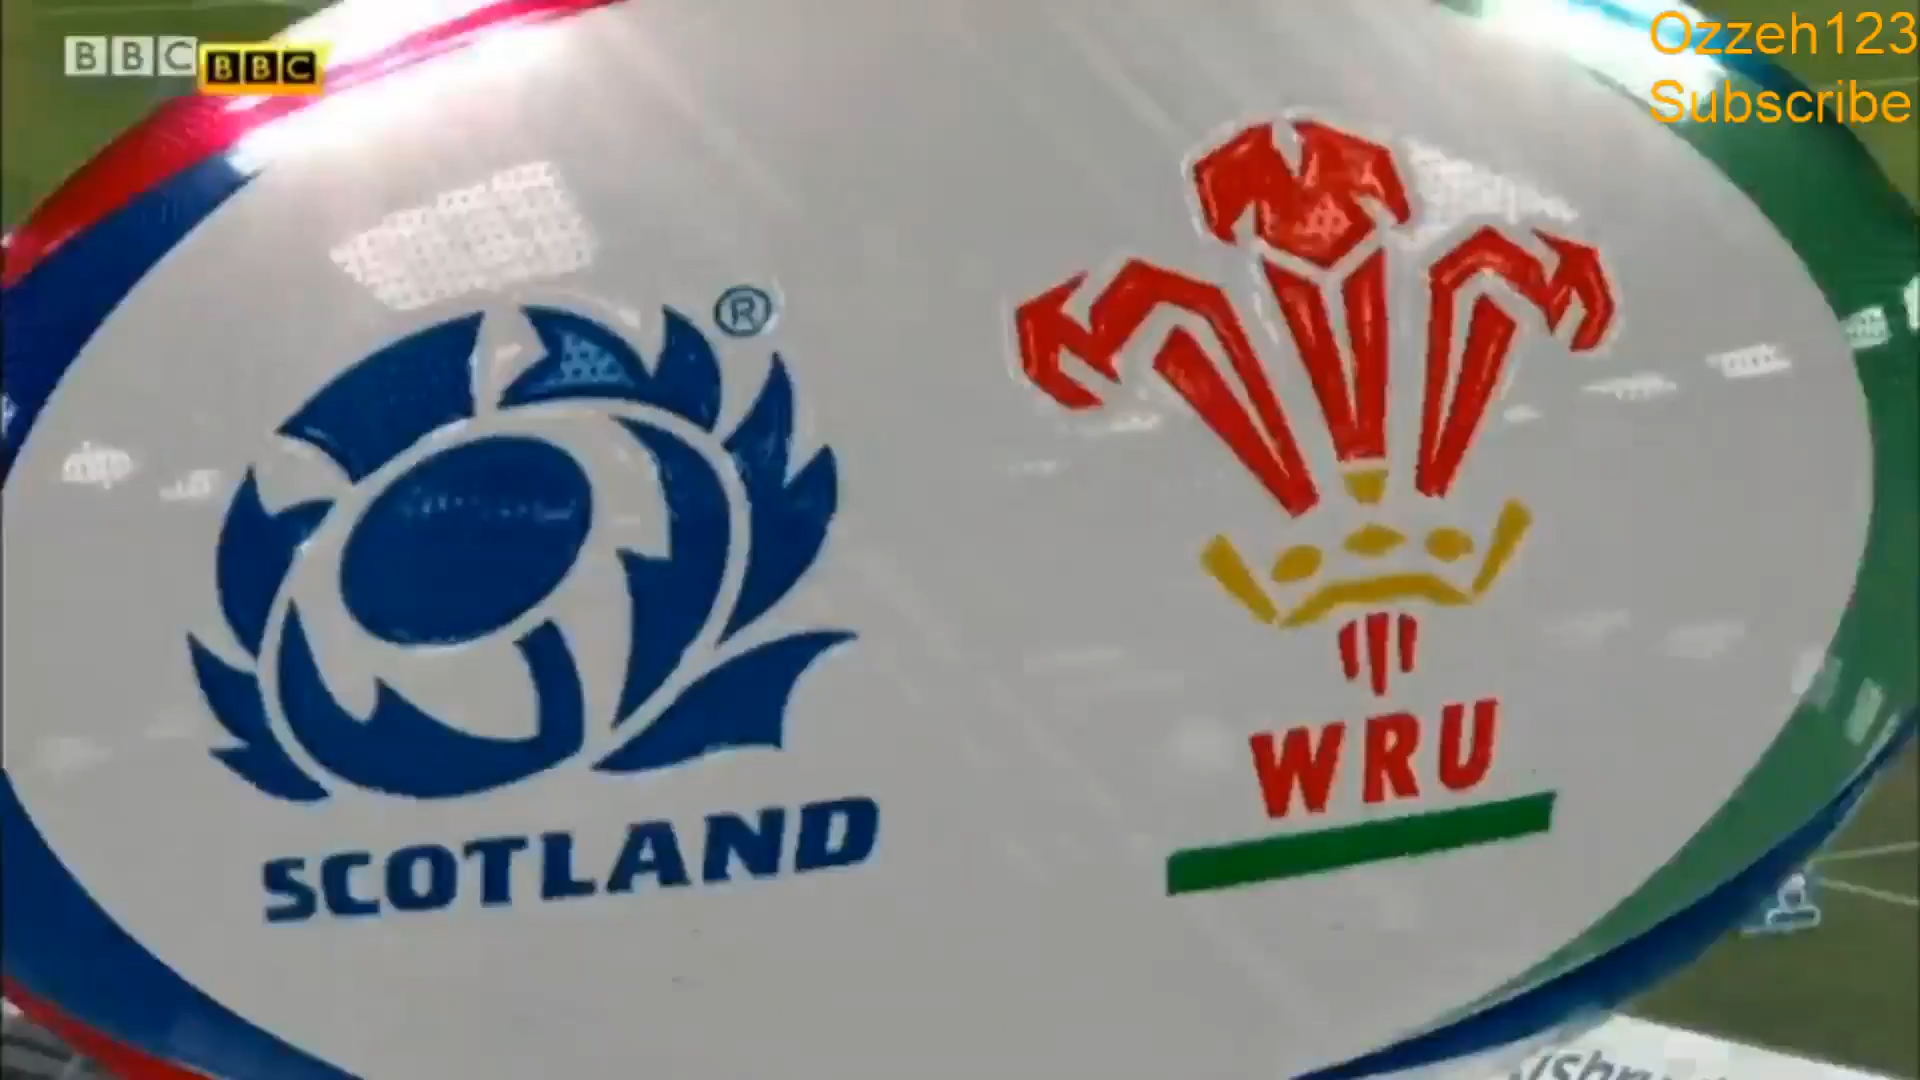 BBC
BBC
Ozzeh123
Subscribe
®
SCOTLAND
WRU